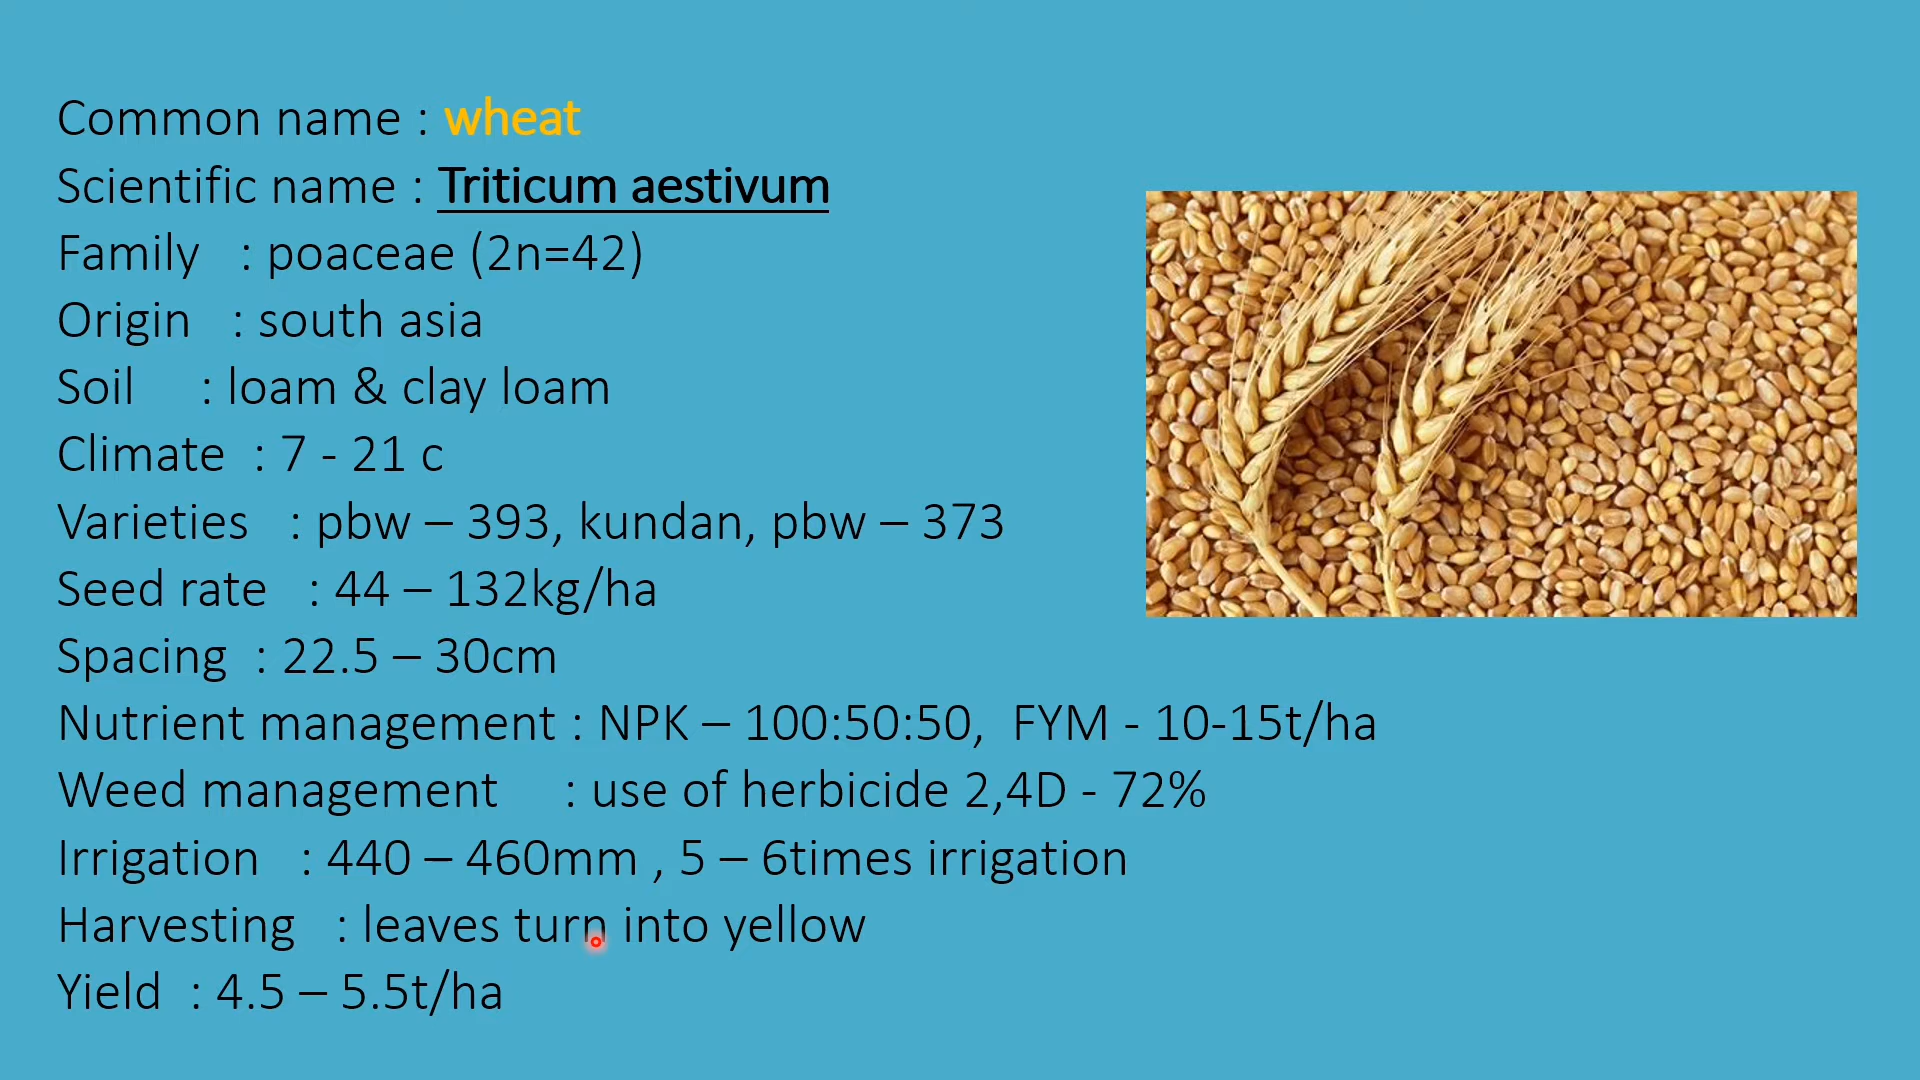 Common name : wheat
Scientific name : Triticum aestivum
Family : poaceae (2n=42)
Origin : south asia
Soil : loam & clay loam
Climate : 7 - 21 c
Varieties : pbw – 393, kundan, pbw – 373
Seed rate : 44 – 132kg/ha
Spacing : 22.5 – 30cm
Nutrient management : NPK – 100:50:50, FYM - 10-15t/ha
Weed management : use of herbicide 2,4D - 72%
Irrigation : 440 – 460mm , 5 – 6times irrigation
Harvesting : leaves turn into yellow
Yield : 4.5 – 5.5t/ha